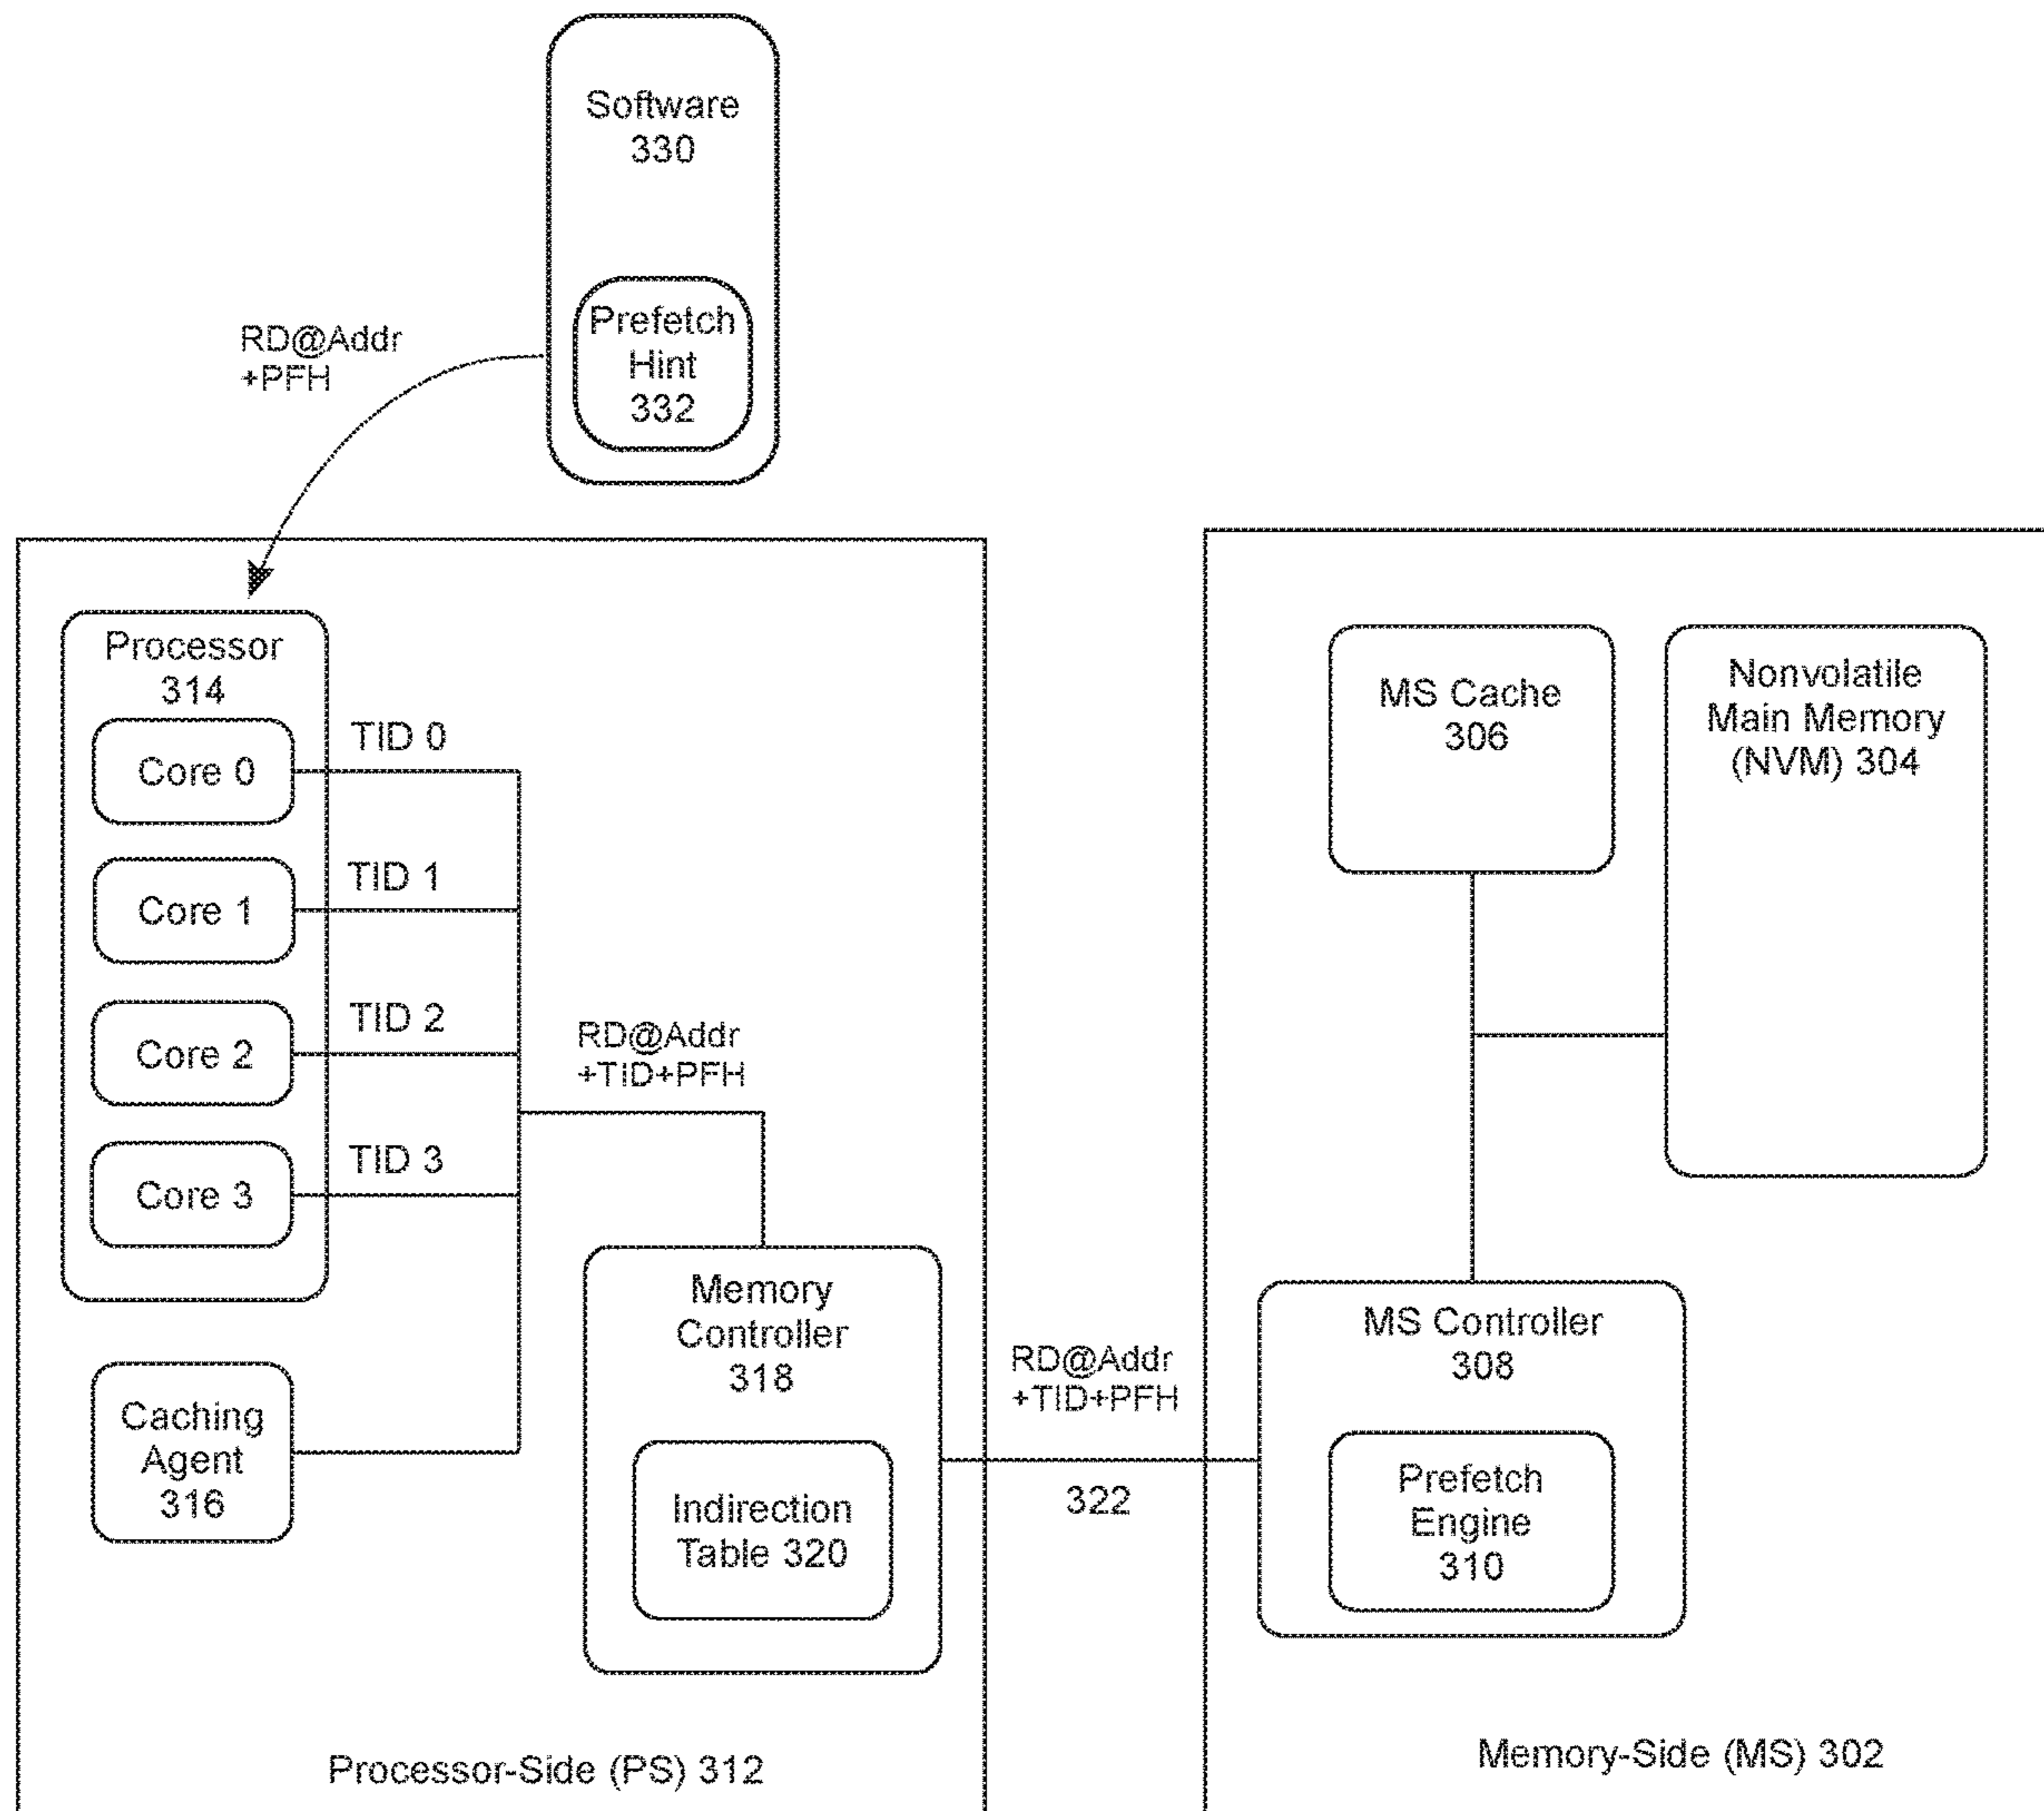 Software
330
Prefetch
Hint
332
RD@Addr
+PFH
Processor
314
Core 0
Core 1
Core 2
Core 3
TID 0
TID 1
TID 2
TID 3
RD@Addr
+TID+PFH
Caching
Agent
316
Memory
Controller
318
Indirection
Table 320
Processor-Side (PS) 312
RD@Addr
+TID+PFH
322
MS Cache
306
Nonvolatile
Main Memory
(NVM) 304
MS Controller
308
Prefetch
Engine
310
Memory-Side (MS) 302